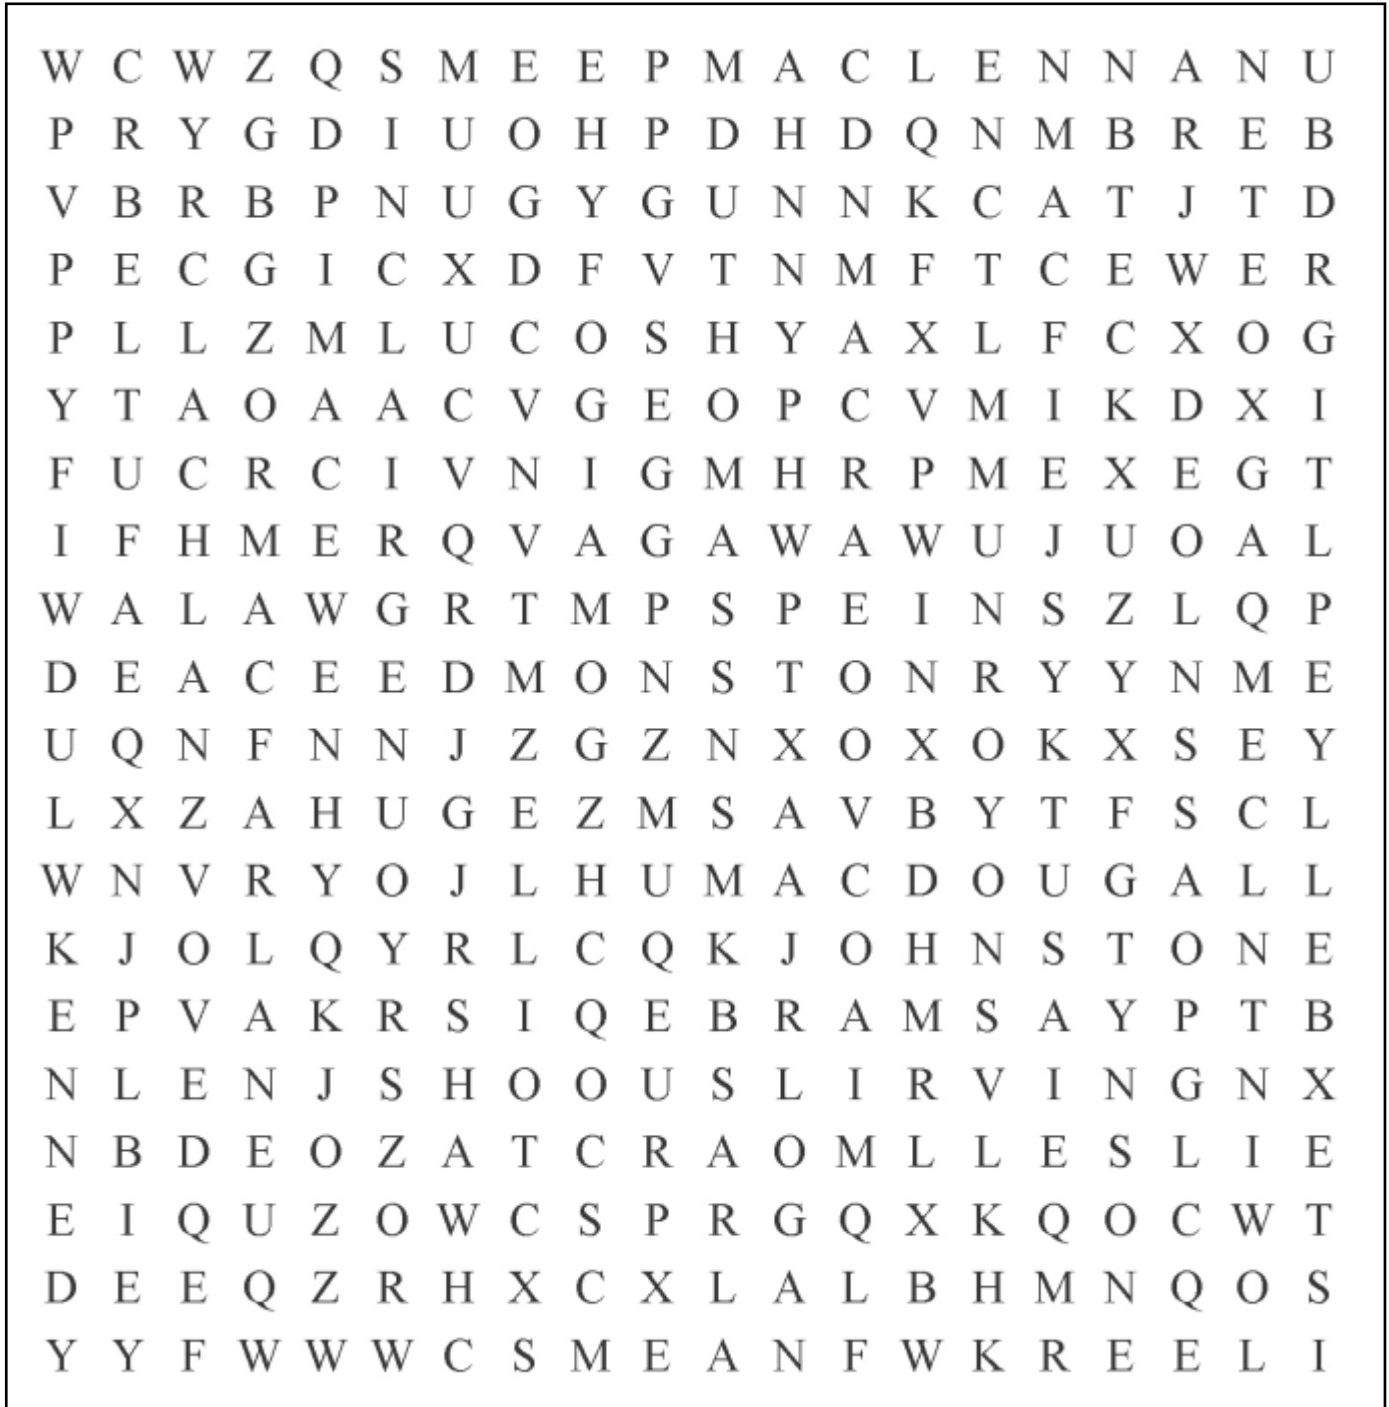 W C W Z Q S M E E P M A C L E N N A N U
P R Y G D I U O H P D H D Q N M B R E B
V B R B P N U G Y G U N N K C A T J T D
P E C G I C X D F V T N M F T C E W E R
P L L Z M L U C O S H Y A X L F C X O G
Y T A O A A C V G E O P C V M I K D X I
F U C R C I V N I G M H R P M E X E G T
I F H M E R Q V A G A W A W U J U O A L
W A L A W G R T M P S P E I N S Z L Q P
D E A C E E D M O N S T O N R Y Y N M E
U Q N F N N J Z G Z N X O X O K X S E Y
L X Z A H U G E Z M S A V B Y T F S C L
W N V R Y O J L H U M A C D O U G A L L
K J O L Q Y R L C Q K J O H N S T O N E
E P V A K R S I Q E B R A M S A Y P T B
N L E N J S H O O U S L I R V I N G N X
N B D E O Z A T C R A O M L L E S L I E
E I Q U Z O W C S P R G Q X K Q O C W T
D E E Q Z R H X C X L A L B H M N Q O S
Y Y F W W W C S M E A N F W K R E E L I